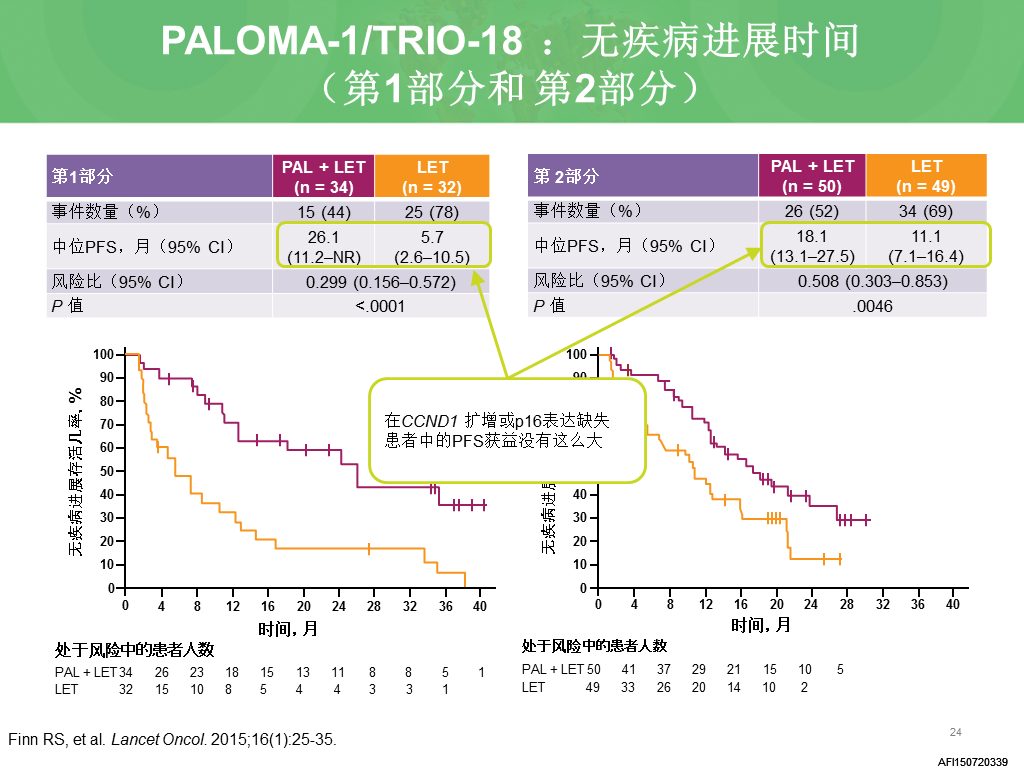 PALOMA-1/TRIO-18 ：无疾病进展时间
（第1部分和 第2部分）
第1部分
PAL + LET
(n = 34)
LET
(n = 32)
事件数量（%）
15 (44)
25 (78)
中位PFS，月（95% CI）
26.1
(11.2–NR)
5.7
(2.6–10.5)
风险比（95% CI）
0.299 (0.156–0.572)
P 值
<.0001
第 2部分
PAL + LET
(n = 50)
LET
(n = 49)
事件数量（%）
26 (52)
34 (69)
中位PFS，月（95% CI）
18.1
(13.1–27.5)
11.1
(7.1–16.4)
风险比（95% CI）
0.508 (0.303–0.853)
P 值
.0046
在CCND1 扩增或p16表达缺失
患者中的PFS获益没有这么大
无疾病进展存活几率, %
100
90
80
70
60
50
40
30
20
10
0
0 4 8 12 16 20 24 28 32 36 40
时间, 月
处于风险中的患者人数
PAL + LET 34 26 23 18 15 13 11 8 8 5 1
LET 32 15 10 8 5 4 4 3 3 1
无疾病进展
100
90
40
30
20
10
0
0 4 8 12 16 20 24 28 32 36 40
时间, 月
处于风险中的患者人数
PAL + LET 50 41 37 29 21 15 10 5
LET 49 33 26 20 14 10 2
Finn RS, et al. Lancet Oncol. 2015;16(1):25-35.
24
AFI150720339